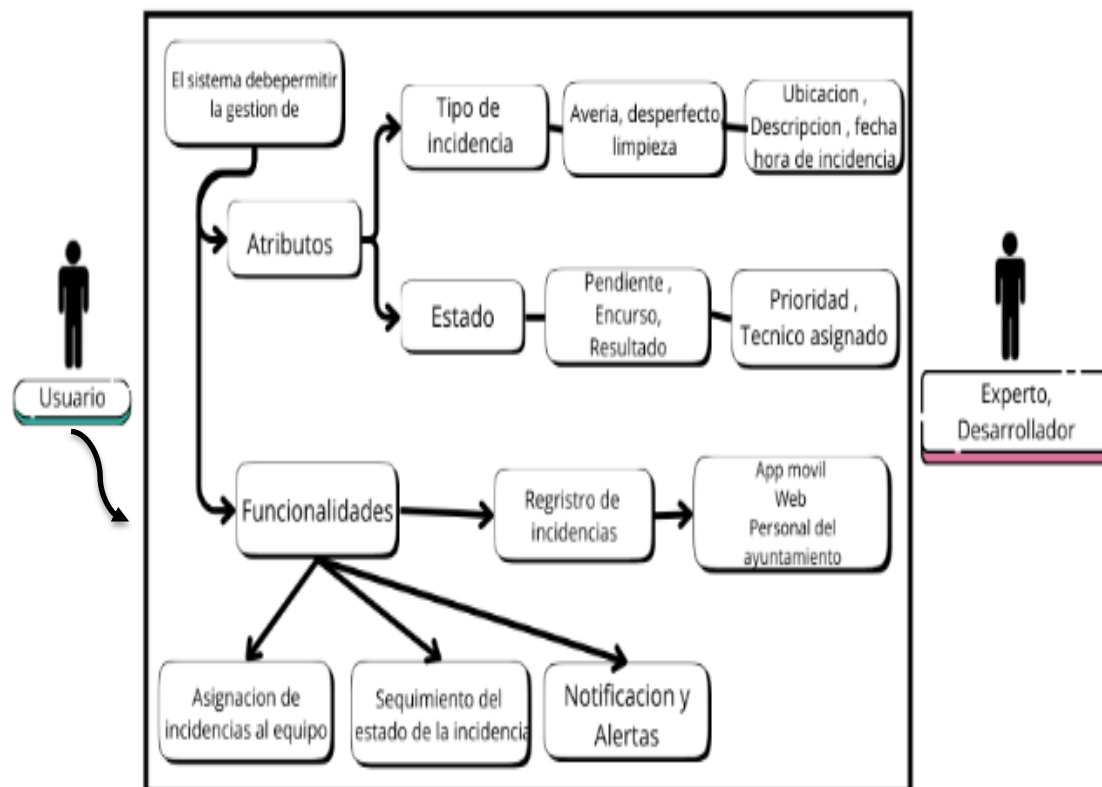 El sistema debepermitir
la gestion de
Tipo de
incidencia
Averia, desperfecto
limpieza
Ubicacion ,
Descripcion , fecha
hora de incidencia
Atributos
Estado
Pendiente ,
Encurso,
Resultado
Prioridad ,
Tecnico asignado
Usuario
Experto,
Desarrollador
Funcionalidades
Regristro de
incidencias
App movil
Web
Personal del
ayuntamiento
Asignacion de
incidencias al equipo
Sequimiento del
estado de la incidencia
Notificacion y
Alertas